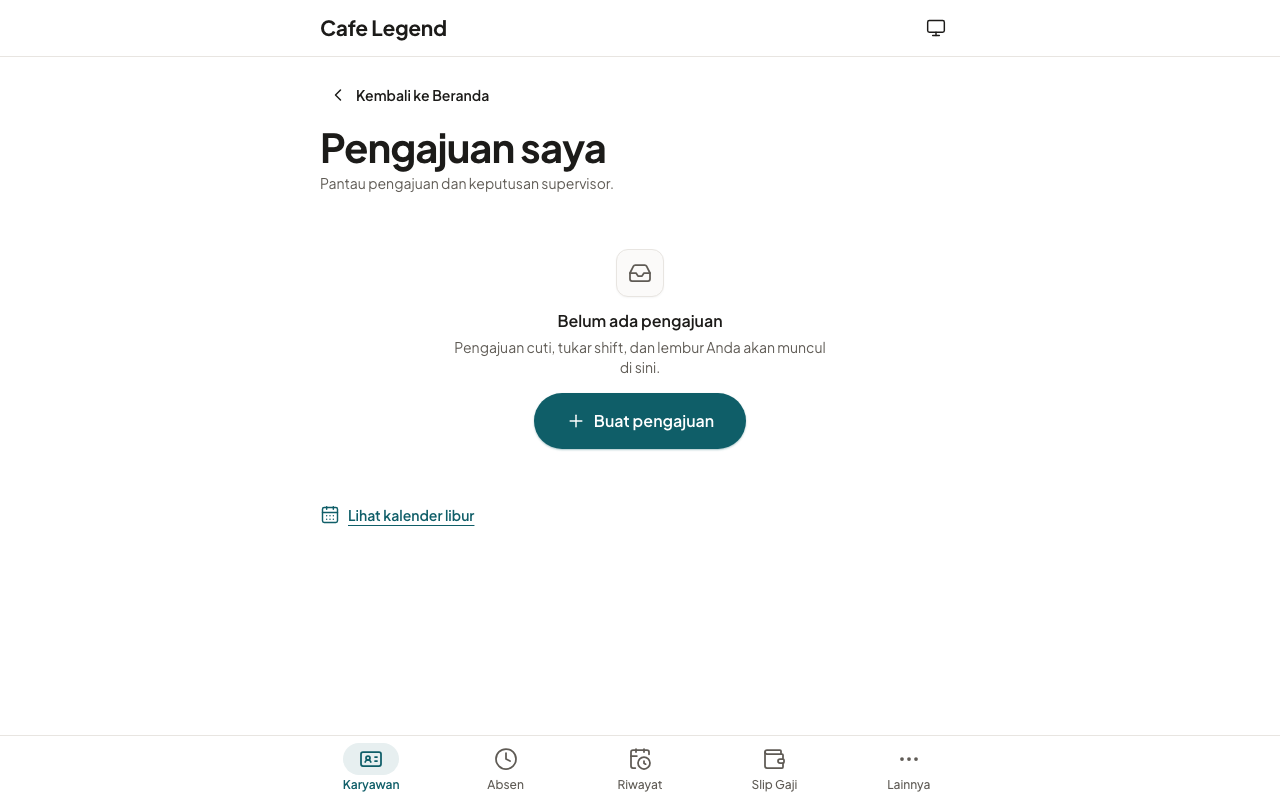 Cafe Legend
Kembali ke Beranda
Pengajuan saya
Pantau pengajuan dan keputusan supervisor.
Belum ada pengajuan
Pengajuan cuti, tukar shift, dan lembur Anda akan muncul
di sini.
Buat pengajuan
Lihat kalender libur
Karyawan
Absen
Riwayat
Slip Gaji
Lainnya